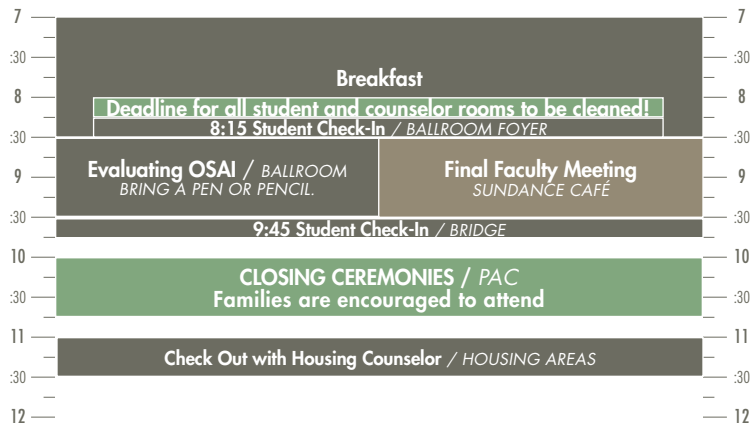 7 7
:30 :30
Breakfast
8 8
Deadline for all student and counselor rooms to be cleaned!
8:15 Student Check-In / BALLROOM FOYER
:30 :30
Evaluating OSAI / BALLROOM
BRING A PEN OR PENCIL.
Final Faculty Meeting
SUNDANCE CAFÉ
9 9
:30 :30
9:45 Student Check-In / BRIDGE
10 10
CLOSING CEREMONIES / PAC
Families are encouraged to attend
:30 :30
11 11
Check Out with Housing Counselor / HOUSING AREAS
:30 :30
12 12